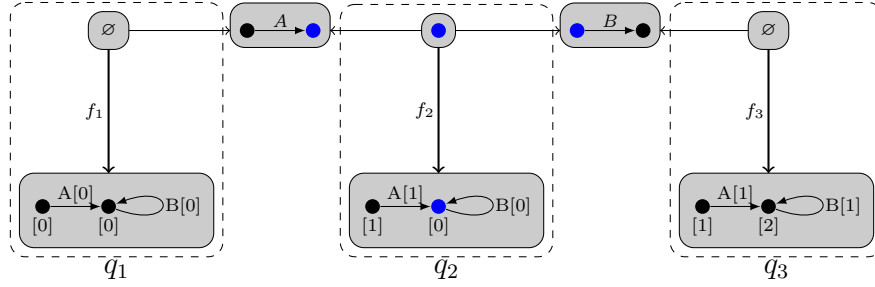 ∅ A B ∅
f₁ f₂ f₃
A[0] B[0] A[1] B[0] A[1] B[1]
[0] [0] [1] [0] [1] [2]
q₁ q₂ q₃